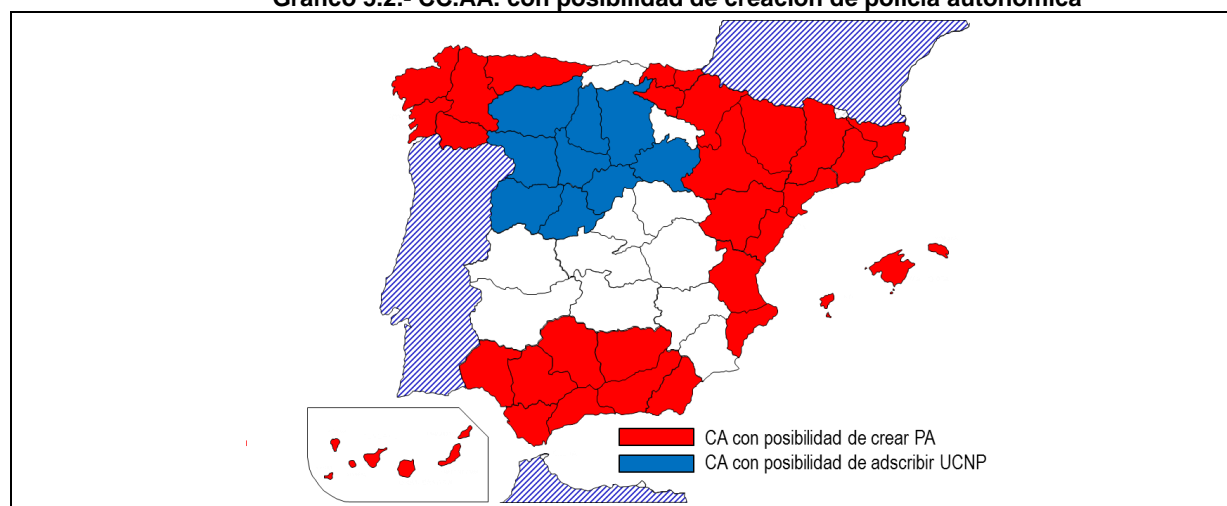 Gráfico 3.2.- CC.AA. con posibilidad de creación de policía autonómica
CA con posibilidad de crear PA
CA con posibilidad de adscribir UCNP